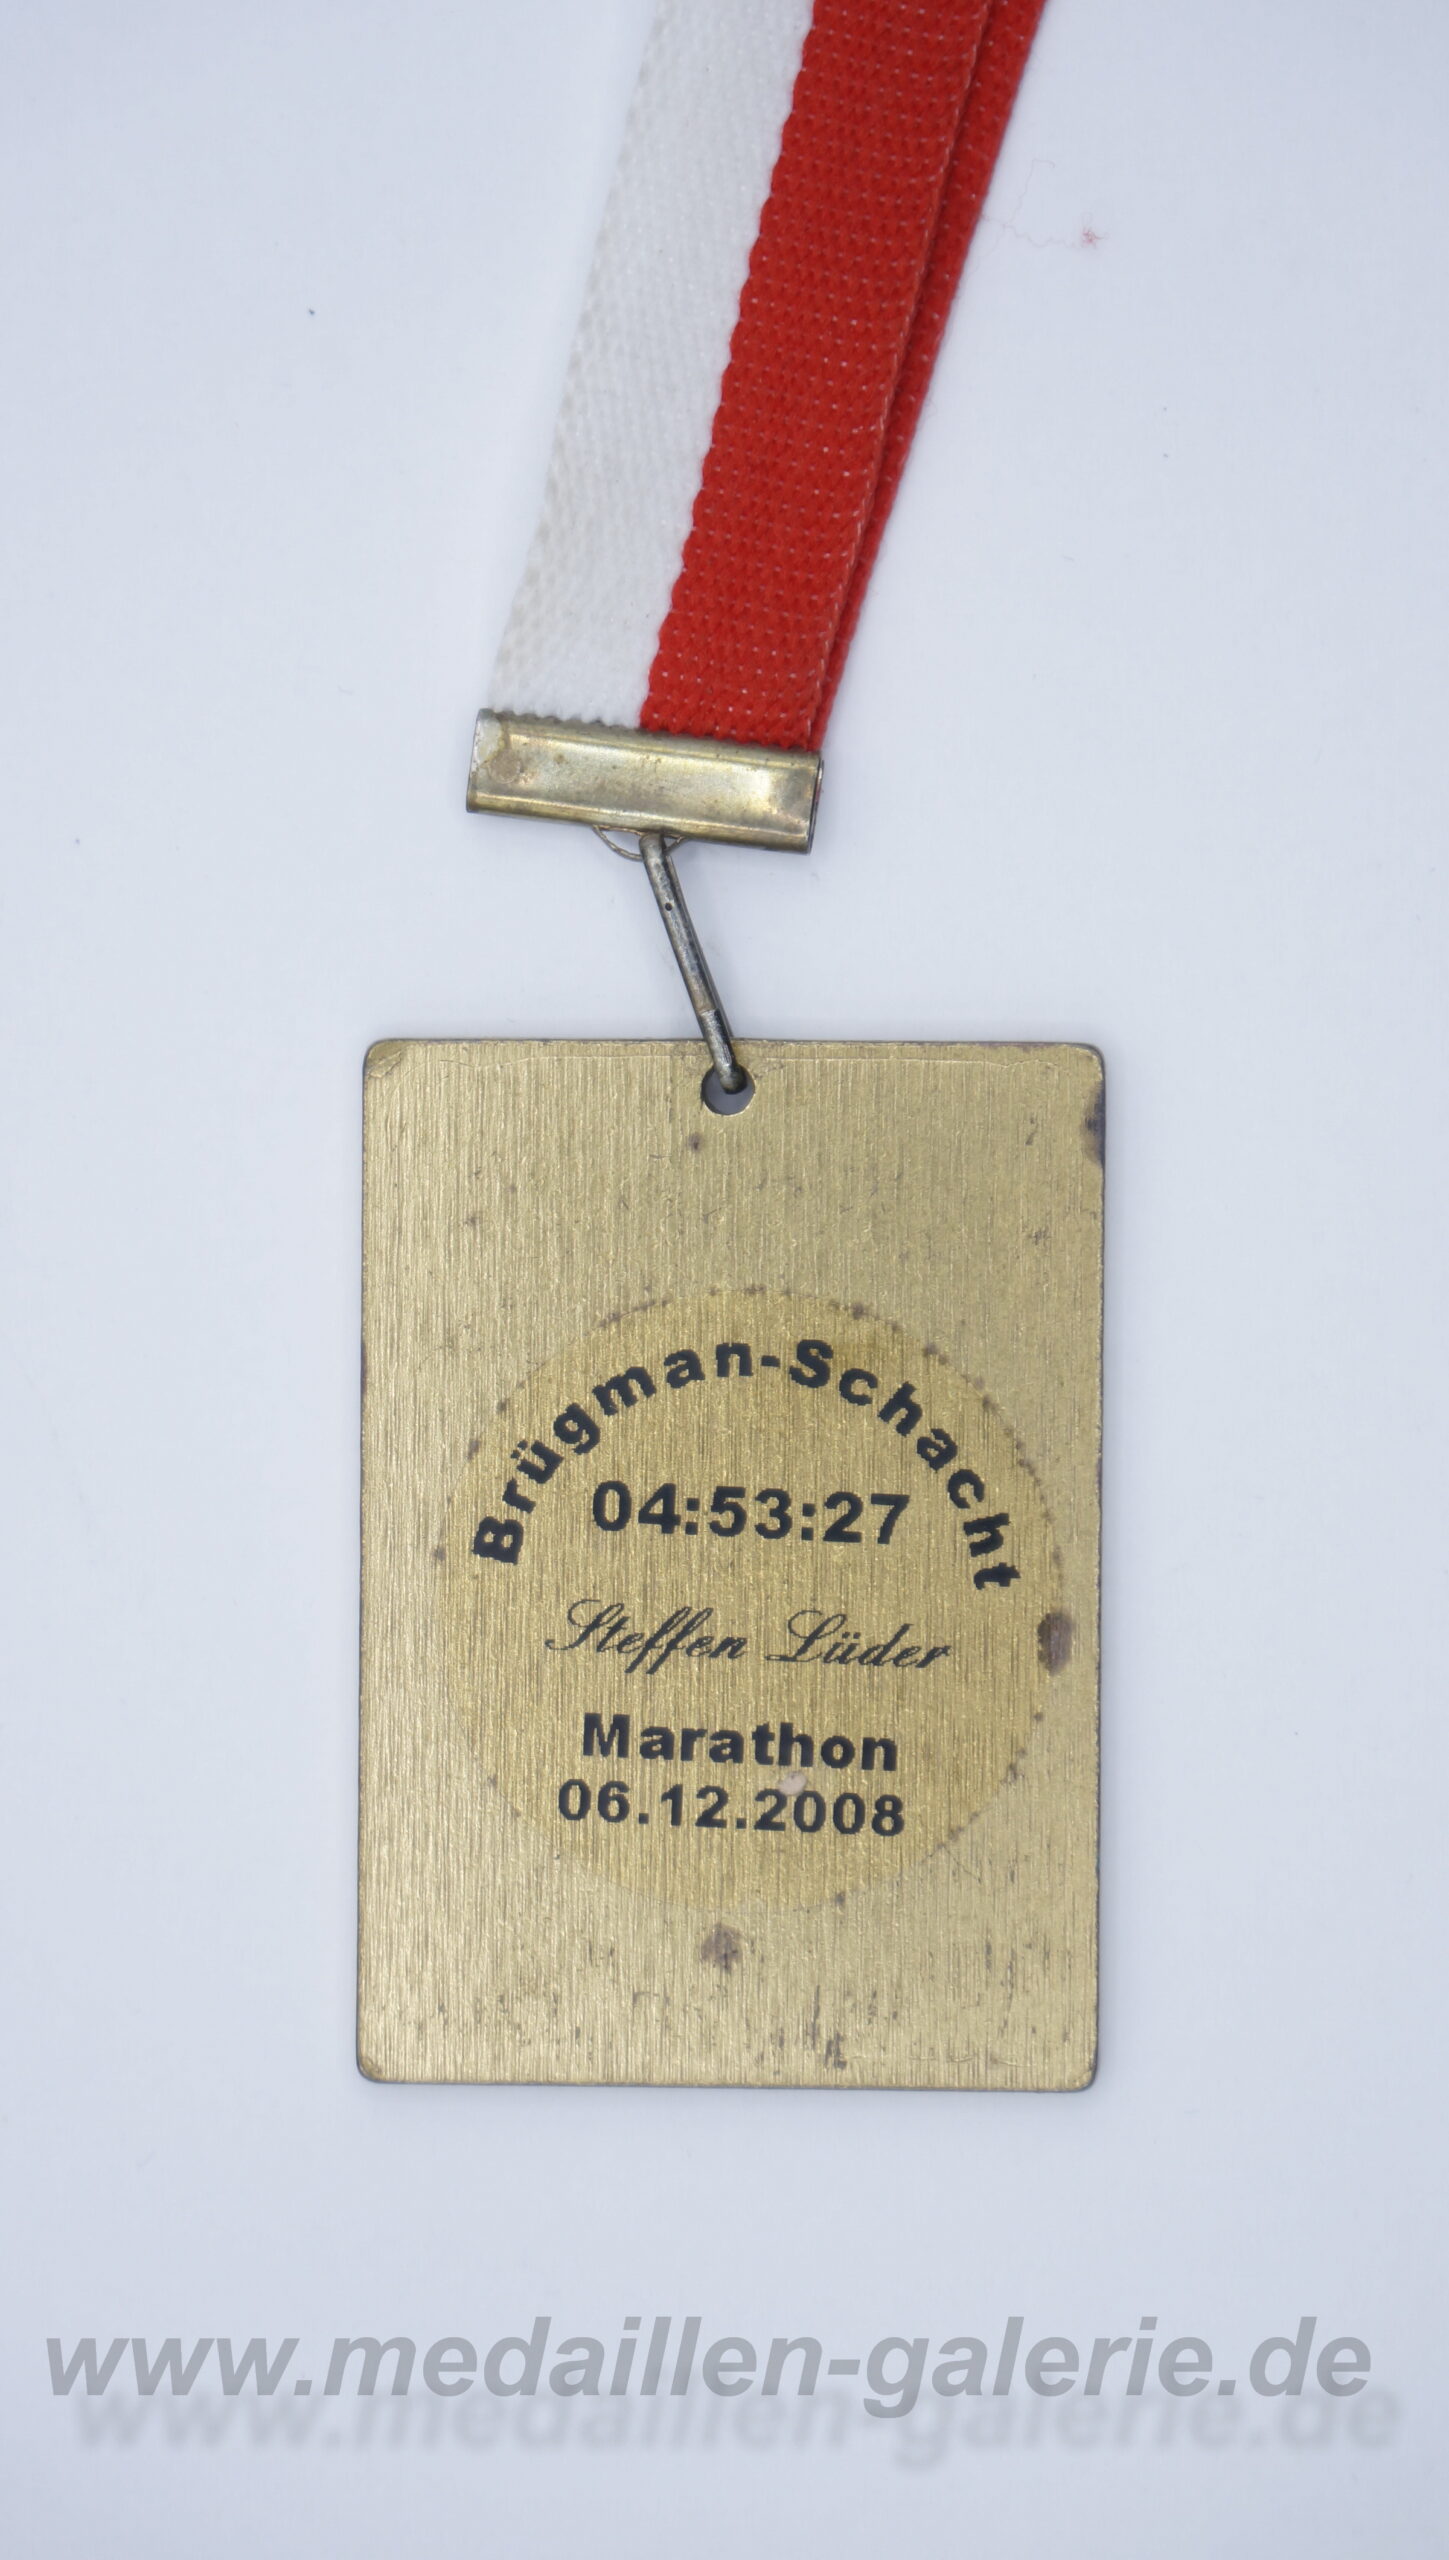 Brügman-Schacht
04:53:27
Steffen Lüder
Marathon
06.12.2008
www.medaillen-galerie.de